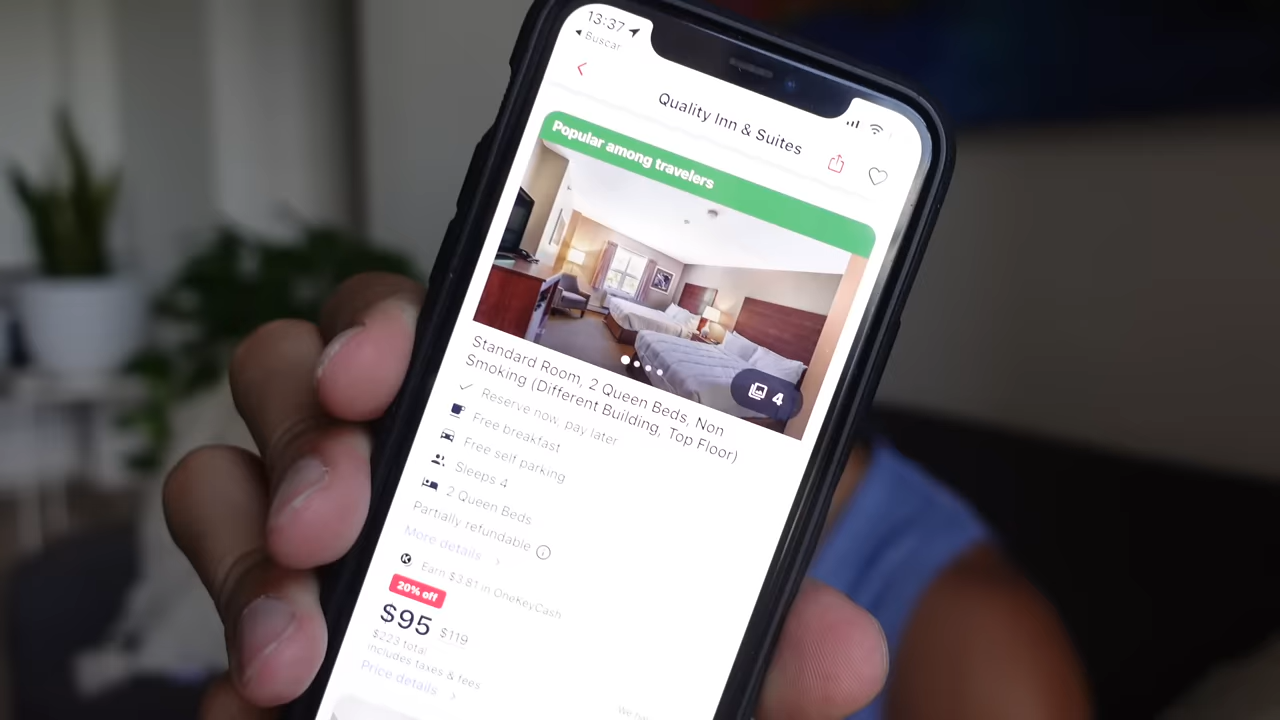 13:37
Buscar
Quality Inn & Suites
Popular among travelers
4
Standard Room, 2 Queen Beds, Non
Smoking (Different Building, Top Floor)
Reserve now, pay later
Free breakfast
Free self parking
Sleeps 4
2 Queen Beds
Partially refundable
More details
Earn $3.81 in OneKeyCash
20% off
$95 $119
$223 total
includes taxes & fees
Price details
We